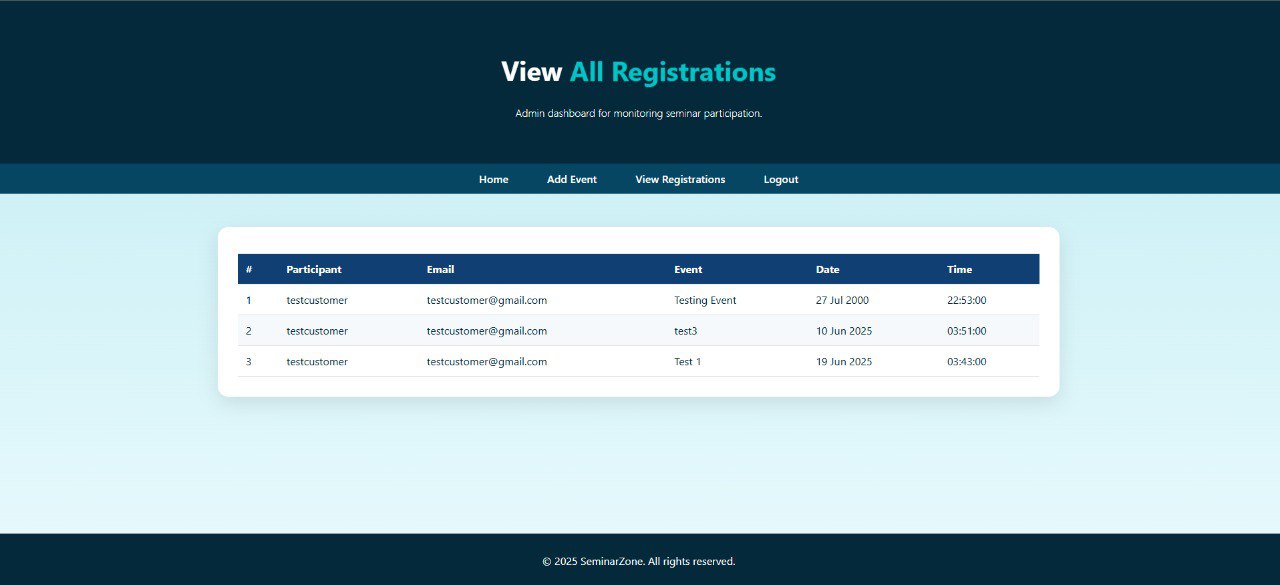 View All Registrations
Admin dashboard for monitoring seminar participation.
Home Add Event View Registrations Logout
# Participant Email Event Date Time
1 testcustomer testcustomer@gmail.com Testing Event 27 Jul 2000 22:53:00
2 testcustomer testcustomer@gmail.com test3 10 Jun 2025 03:51:00
3 testcustomer testcustomer@gmail.com Test 1 19 Jun 2025 03:43:00
© 2025 SeminarZone. All rights reserved.